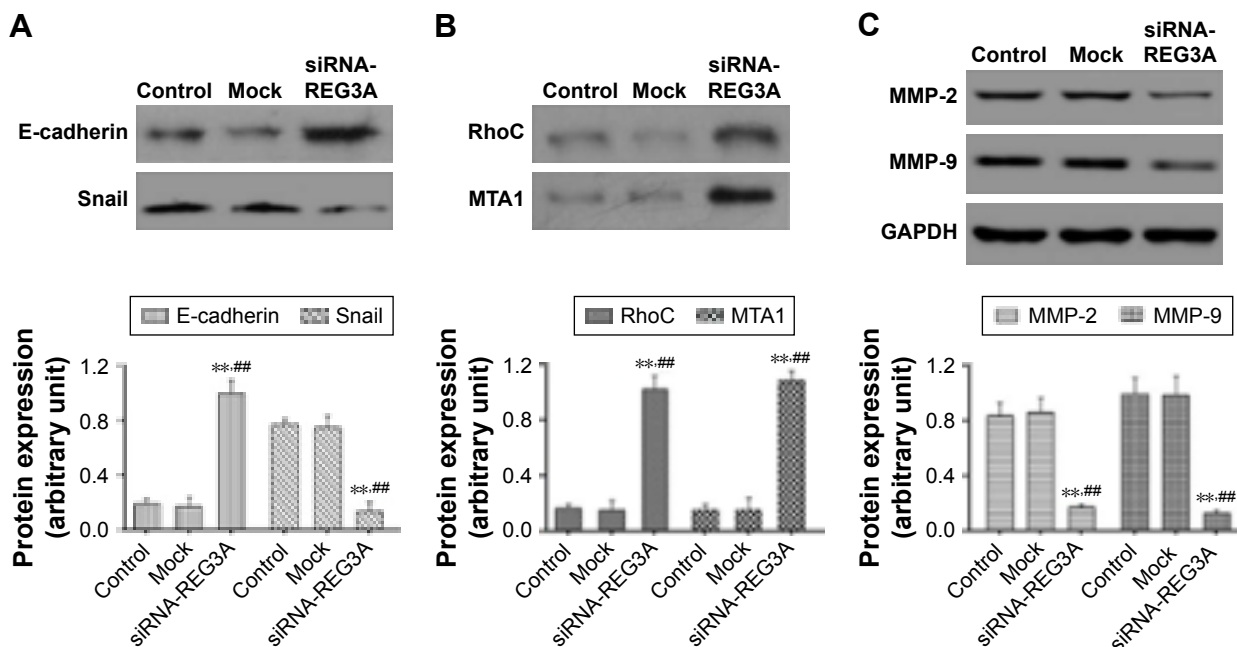 A
Control Mock siRNA-
REG3A
E-cadherin
Snail
E-cadherin Snail
Protein expression
(arbitrary unit)
1.2
0.8
0.4
0.0
**,##
**,##
Control
Mock
siRNA-REG3A
Control
Mock
siRNA-REG3A
B
Control Mock siRNA-
REG3A
RhoC
MTA1
RhoC MTA1
Protein expression
(arbitrary unit)
1.2
0.8
0.4
0.0
**,##
**,##
Control
Mock
siRNA-REG3A
Control
Mock
siRNA-REG3A
C
Control Mock siRNA-
REG3A
MMP-2
MMP-9
GAPDH
MMP-2 MMP-9
Protein expression
(arbitrary unit)
1.2
0.8
0.4
0.0
**,##
**,##
Control
Mock
siRNA-REG3A
Control
Mock
siRNA-REG3A